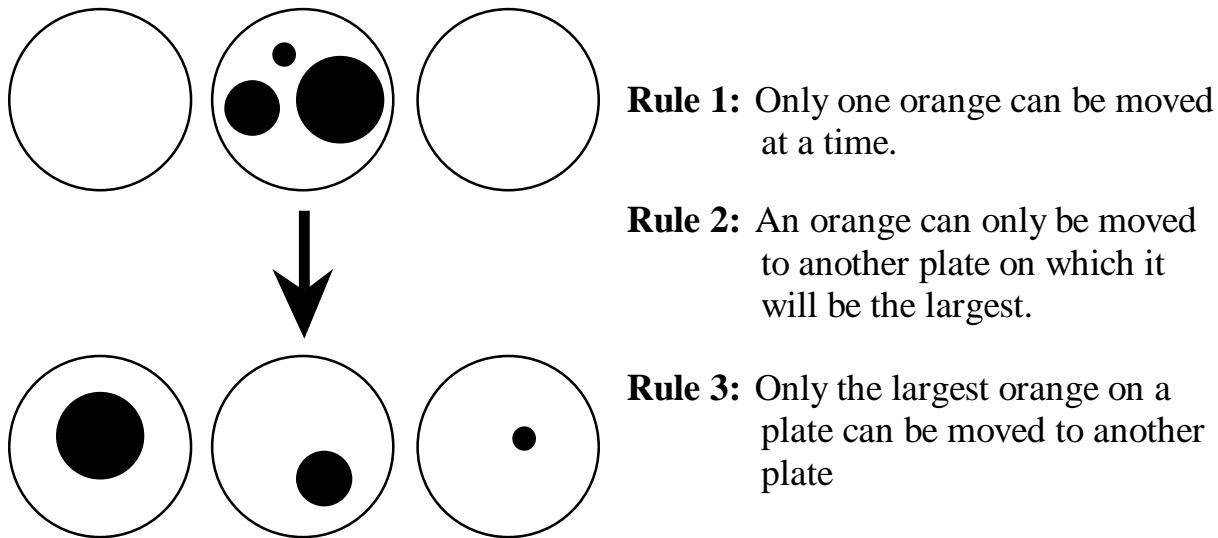 Rule 1: Only one orange can be moved
at a time.
Rule 2: An orange can only be moved
to another plate on which it
will be the largest.
Rule 3: Only the largest orange on a
plate can be moved to another
plate